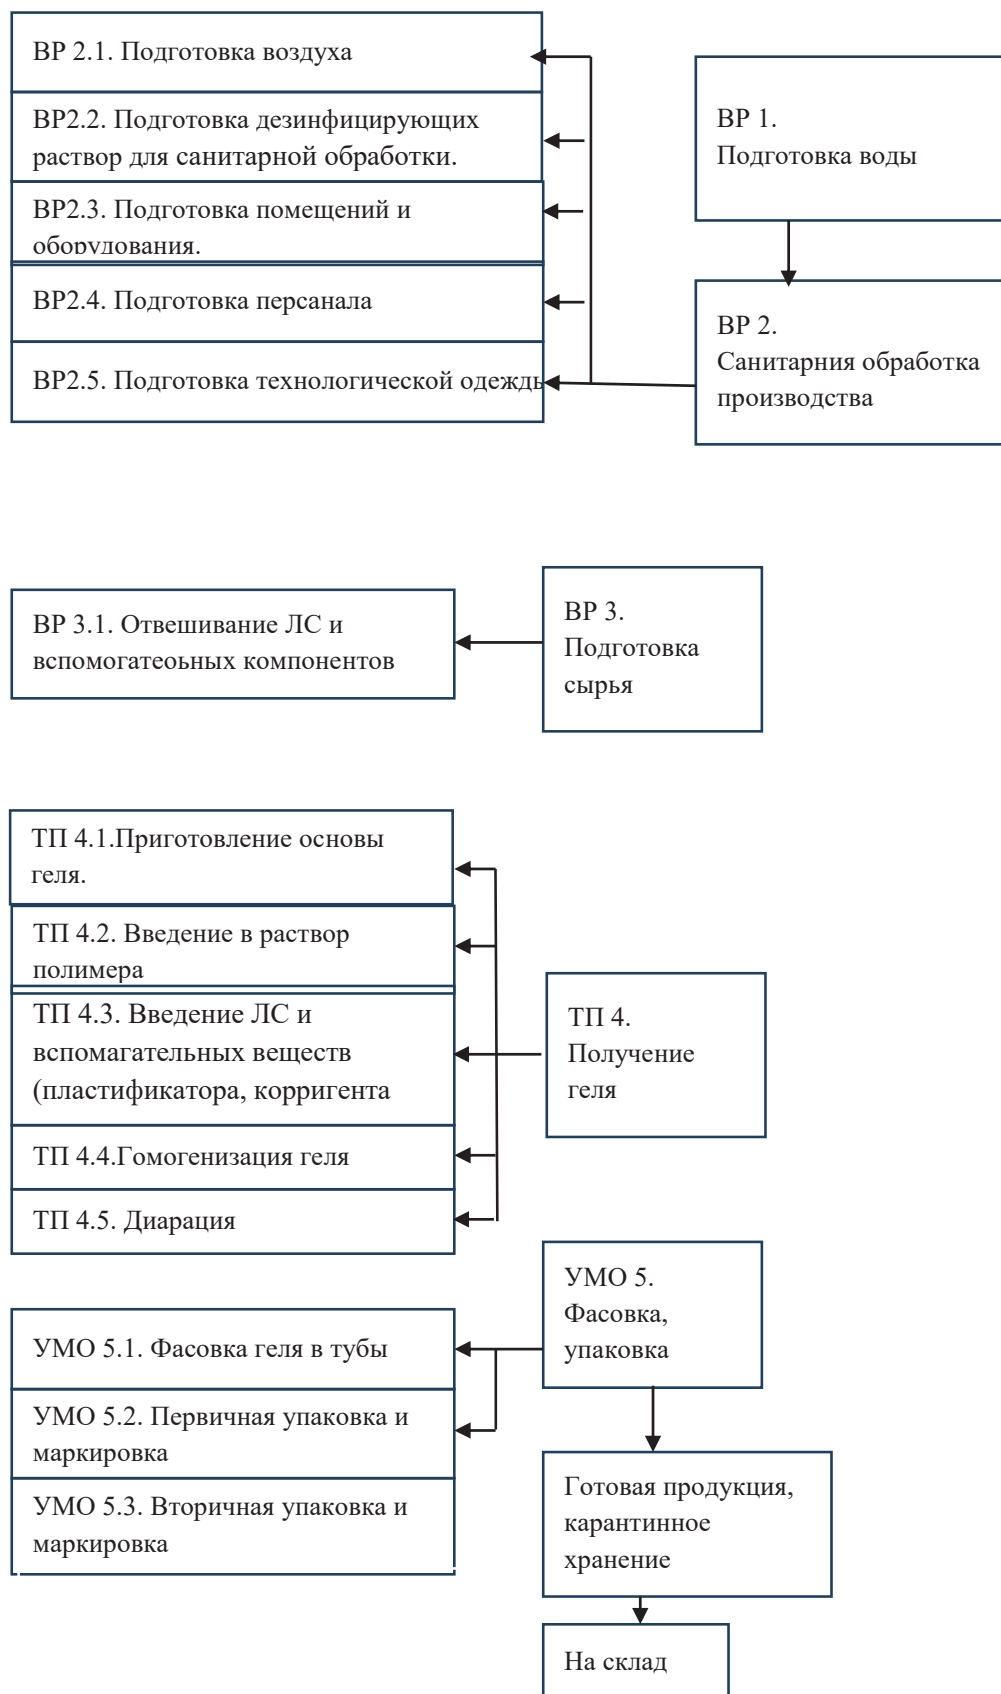 ВР 2.1. Подготовка воздуха
ВР2.2. Подготовка дезинфицирующих
раствор для санитарной обработки.
ВР2.3. Подготовка помещений и
оборудования.
ВР2.4. Подготовка персанала
ВР2.5. Подготовка технологической одежды
ВР 1.
Подготовка воды
ВР 2.
Санитарния обработка
производства
ВР 3.1. Отвешивание ЛС и
вспомогатеоьных компонентов
ВР 3.
Подготовка
сырья
ТП 4.1.Приготовление основы
геля.
ТП 4.2. Введение в раствор
полимера
ТП 4.3. Введение ЛС и
вспомагательных веществ
(пластификатора, корригента
ТП 4.4.Гомогенизация геля
ТП 4.5. Диарация
ТП 4.
Получение
геля
УМО 5.
Фасовка,
упаковка
УМО 5.1. Фасовка геля в тубы
УМО 5.2. Первичная упаковка и
маркировка
УМО 5.3. Вторичная упаковка и
маркировка
Готовая продукция,
карантинное
хранение
На склад